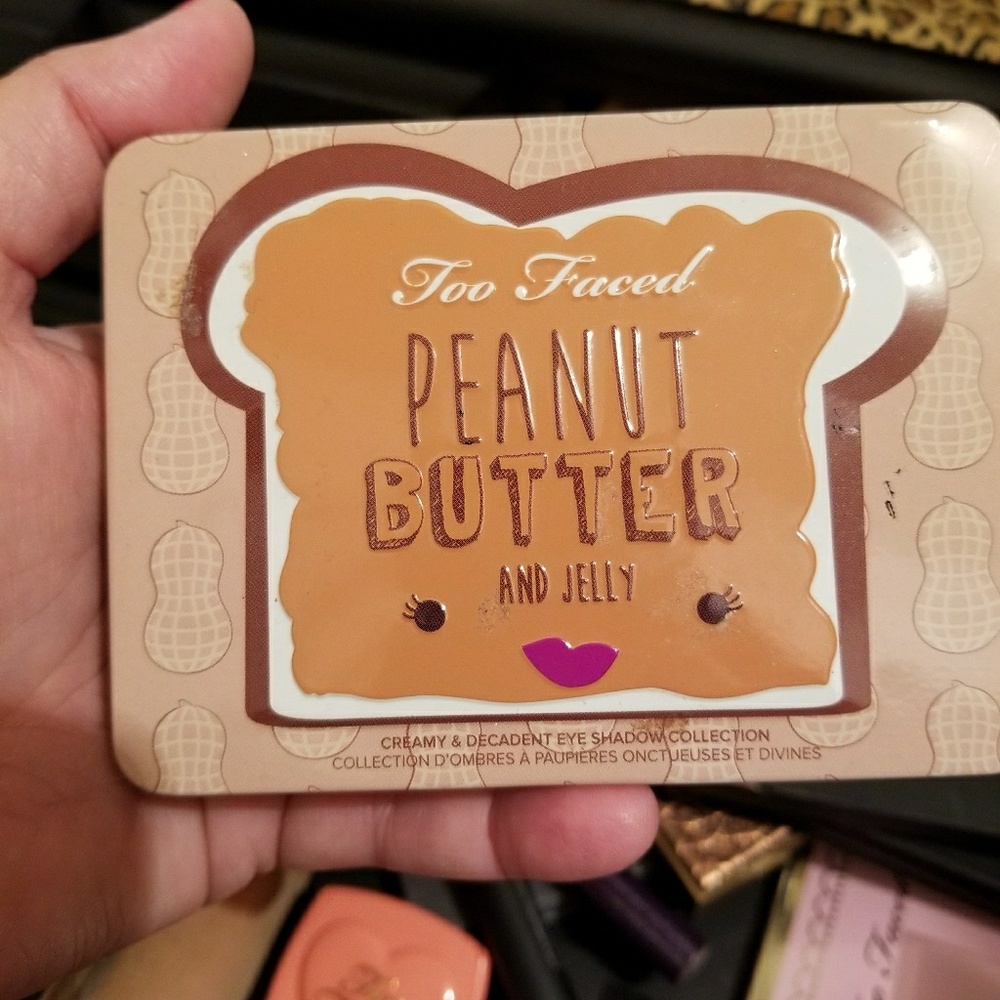 Too Faced
PEANUT
BUTTER
AND JELLY
CREAMY & DECADENT EYE SHADOW COLLECTION
COLLECTION D'OMBRES À PAUPIÈRES ONCTUEUSES ET DIVINES